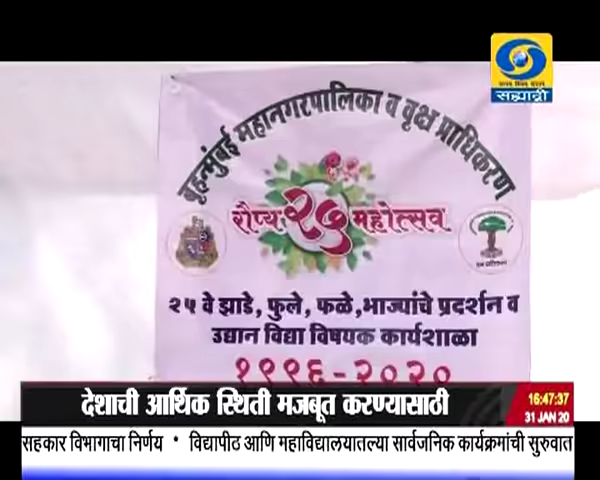 सह्याद्री
बृहन्मुंबई महानगरपालिका व वृक्ष प्राधिकरण
रौप्य २५ महोत्सव
२५ वे झाडे, फुले, फळे, भाज्यांचे प्रदर्शन व
उद्यान विद्या विषयक कार्यशाळा
१९९६-२०२०
देशाची आर्थिक स्थिती मजबूत करण्यासाठी
16:47:37
31 JAN 20
सहकार विभागाचा निर्णय * विद्यापीठ आणि महाविद्यालयातल्या सार्वजनिक कार्यक्रमांची सुरुवात